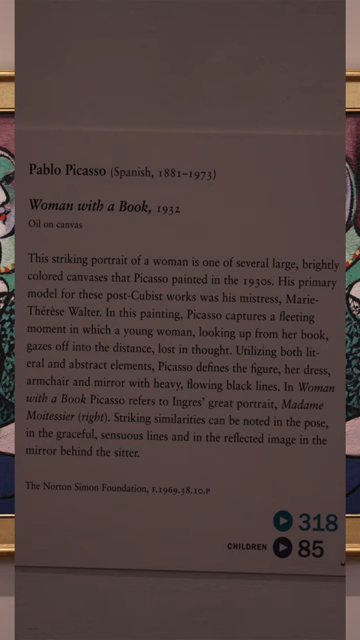 Pablo Picasso (Spanish, 1881–1973)
Woman with a Book, 1932
Oil on canvas
This striking portrait of a woman is one of several large, brightly
colored canvases that Picasso painted in the 1930s. His primary
model for these post-Cubist works was his mistress, Marie-
Thérèse Walter. In this painting, Picasso captures a fleeting
moment in which a young woman, looking up from her book,
gazes off into the distance, lost in thought. Utilizing both lit-
eral and abstract elements, Picasso defines the figure, her dress,
armchair and mirror with heavy, flowing black lines. In Woman
with a Book Picasso refers to Ingres’ great portrait, Madame
Moitessier (right). Striking similarities can be noted in the pose,
in the graceful, sensuous lines and in the reflected image in the
mirror behind the sitter.
The Norton Simon Foundation, F.1969.38.10.P
318
CHILDREN 85